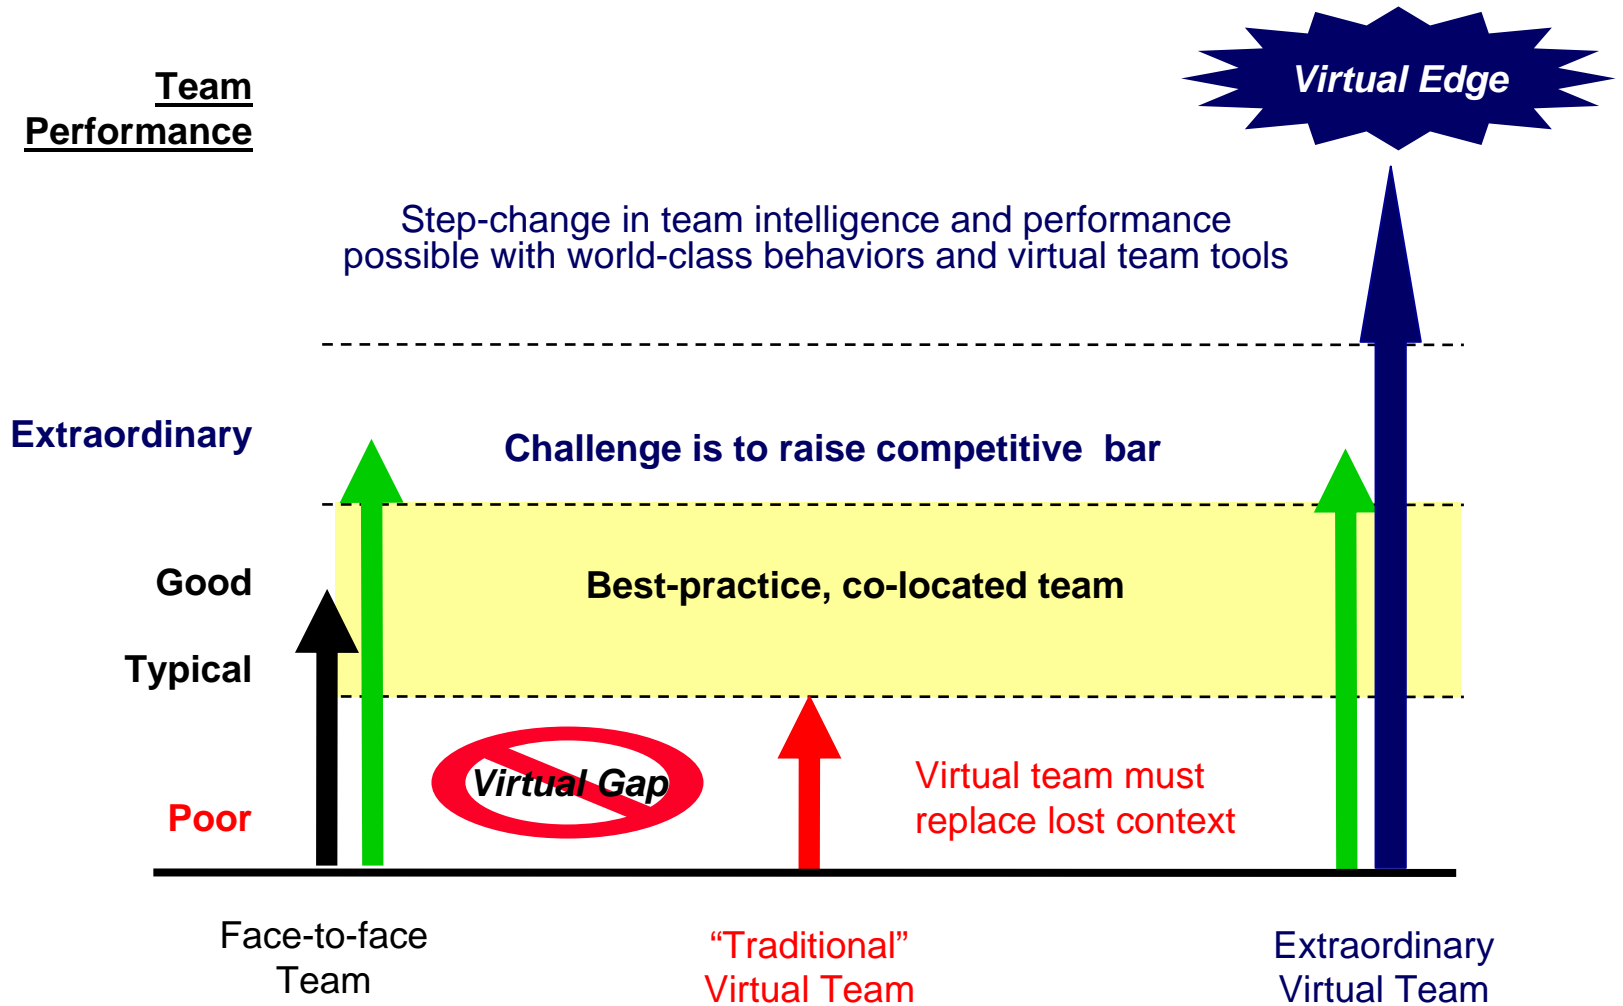 Virtual Edge
Team
Performance
Step-change in team intelligence and performance
possible with world-class behaviors and virtual team tools
Extraordinary
Challenge is to raise competitive  bar
Good
Best-practice, co-located team
Typical
Virtual Gap
Virtual team must
replace lost context
Poor
Face-to-face
Team
“Traditional”
Virtual Team
Extraordinary
Virtual Team